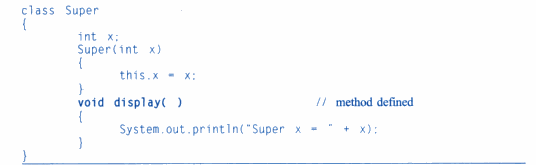 class Super
{
int x;
Super(int x)
{
this.x = x;
}
void display( ) // method defined
{
System.out.println("Super x = " + x);
}
}